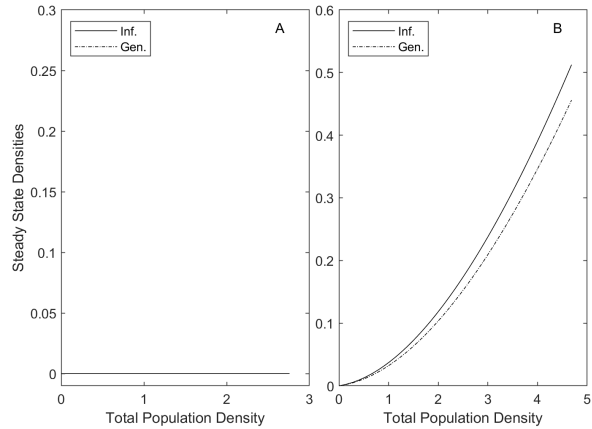 A
Inf.
Gen.
0.3
0.25
0.2
0.15
0.1
0.05
0
Steady State Densities
0 1 2 3
Total Population Density
B
Inf.
Gen.
0.6
0.5
0.4
0.3
0.2
0.1
0
0 1 2 3 4 5
Total Population Density